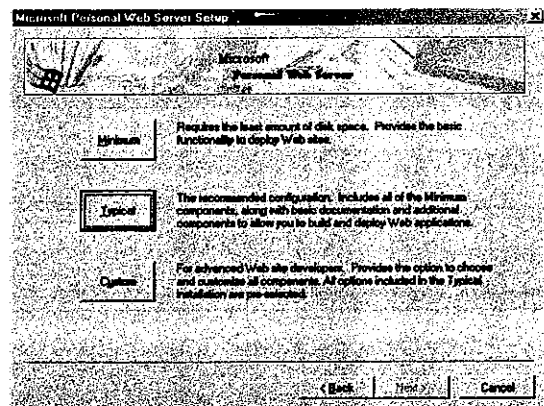 Microsoft Personal Web Server Setup
Microsoft
Personal Web Server
Minimum
Requires the least amount of disk space. Provides the basic
functionality to deploy Web sites.
Typical
The recommended configuration. Includes all of the Minimum
components, along with basic documentation and additional
components to allow you to build and deploy Web applications.
Custom
For advanced Web site developers. Provides the option to choose
and customize all components. All options included in the Typical
installation are pre-selected.
< Back
Next >
Cancel